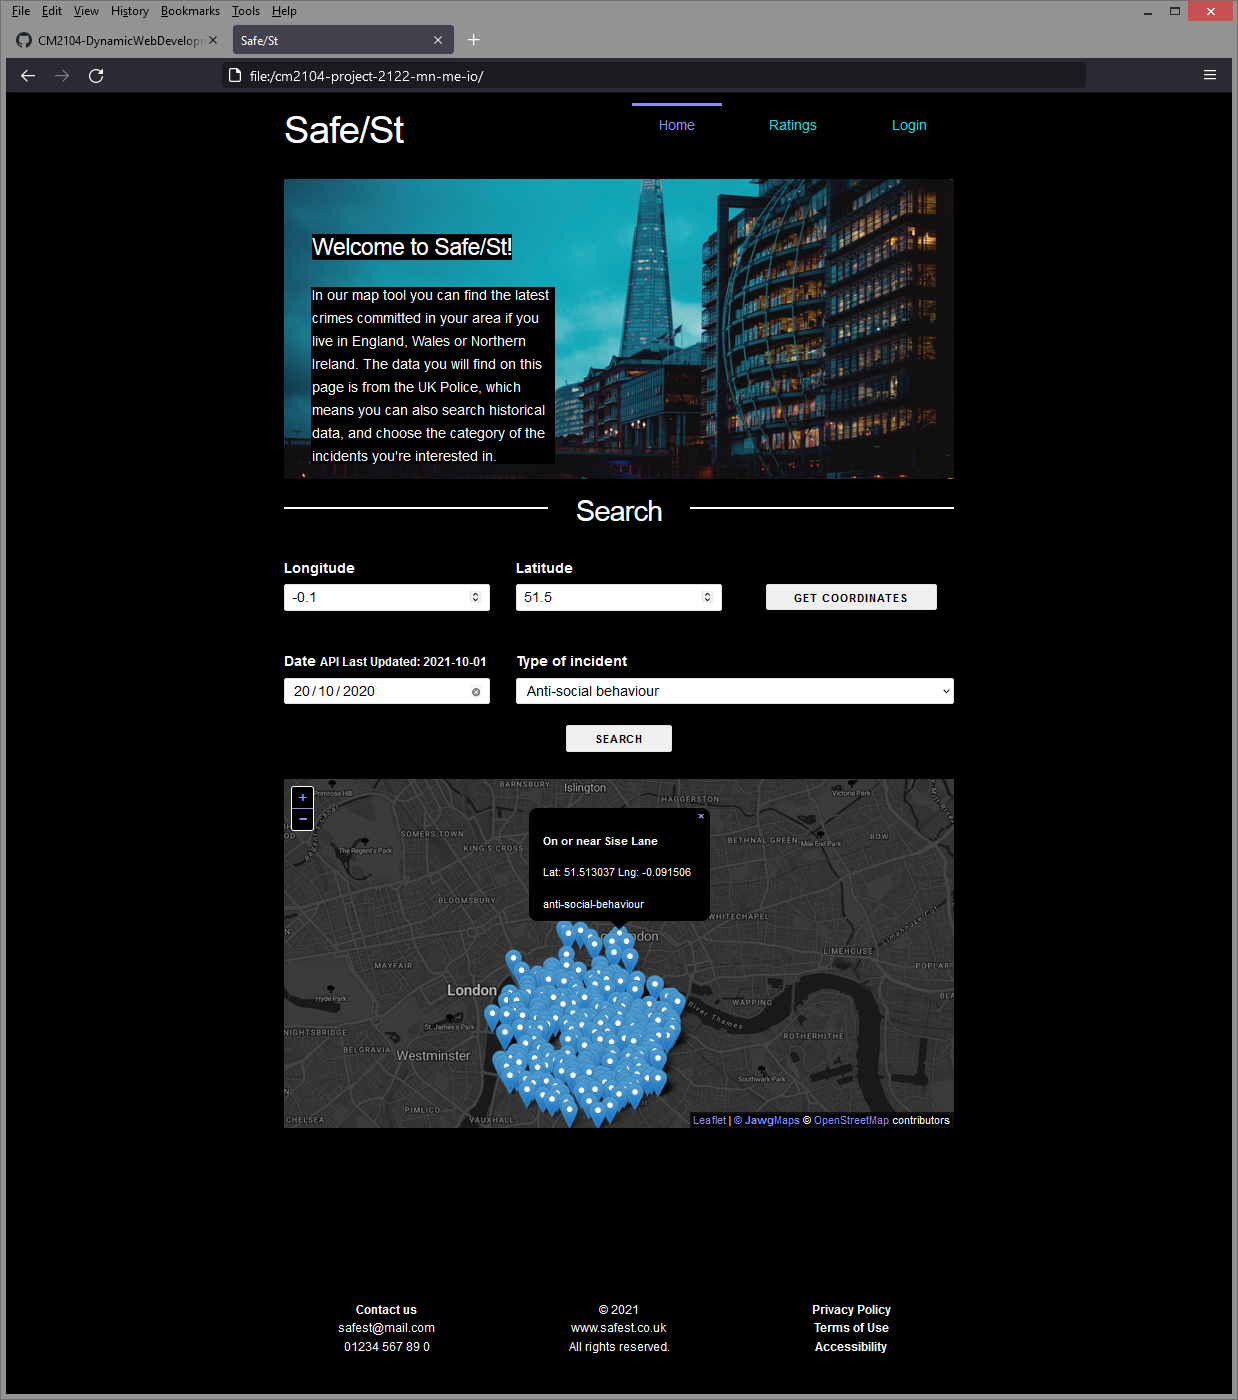 File Edit View History Bookmarks Tools Help
CM2104-DynamicWebDevelopm
Safe/St
file:/cm2104-project-2122-mn-me-io/
Safe/St
Home Ratings Login
Welcome to Safe/St!
In our map tool you can find the latest
crimes committed in your area if you
live in England, Wales or Northern
Ireland. The data you will find on this
page is from the UK Police, which
means you can also search historical
data, and choose the category of the
incidents you're interested in.
Search
Longitude Latitude
-0.1 51.5 GET COORDINATES
Date API Last Updated: 2021-10-01 Type of incident
20/10/2020 Anti-social behaviour
SEARCH
+
−
Primrose Hill
BARNSBURY
Islington
HAGGERSTON
Victoria Park
SOMERS TOWN
KING'S CROSS
The Regent's Park
Regent's Canal
BETHNAL GREEN
Mile End Park
BOW
On or near Sise Lane
Lat: 51.513037 Lng: -0.091506
anti-social-behaviour
BLOOMSBURY
WHITECHAPEL
Limehouse Cut
LIMEHOUSE
MAYFAIR
POPLAR
London
Hyde Park
WAPPING
River Thames
St. James's Park
ROTHERHITHE
KNIGHTSBRIDGE
BELGRAVIA
Westminster
Southwark Park
PIMLICO
CHELSEA
VAUXHALL
Leaflet | © JawgMaps © OpenStreetMap contributors
Contact us
safest@mail.com
01234 567 89 0
© 2021
www.safest.co.uk
All rights reserved.
Privacy Policy
Terms of Use
Accessibility